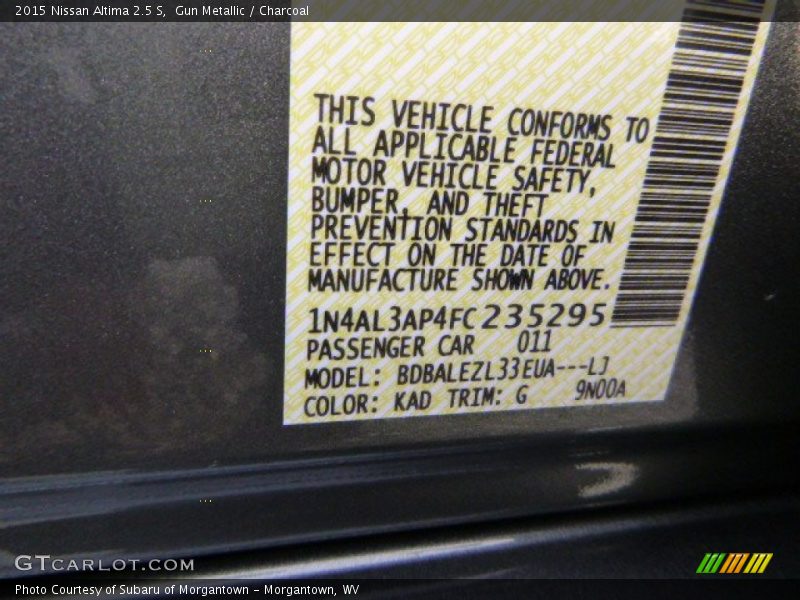 2015 Nissan Altima 2.5 S,  Gun Metallic / Charcoal
THIS VEHICLE CONFORMS TO
ALL APPLICABLE FEDERAL
MOTOR VEHICLE SAFETY,
BUMPER, AND THEFT
PREVENTION STANDARDS IN
EFFECT ON THE DATE OF
MANUFACTURE SHOWN ABOVE.
1N4AL3AP4FC235295
PASSENGER CAR 011
MODEL: BDBALEZL33EUA---LJ
COLOR: KAD TRIM: G 9N00A
GTCARLOT.COM
Photo Courtesy of Subaru of Morgantown - Morgantown, WV